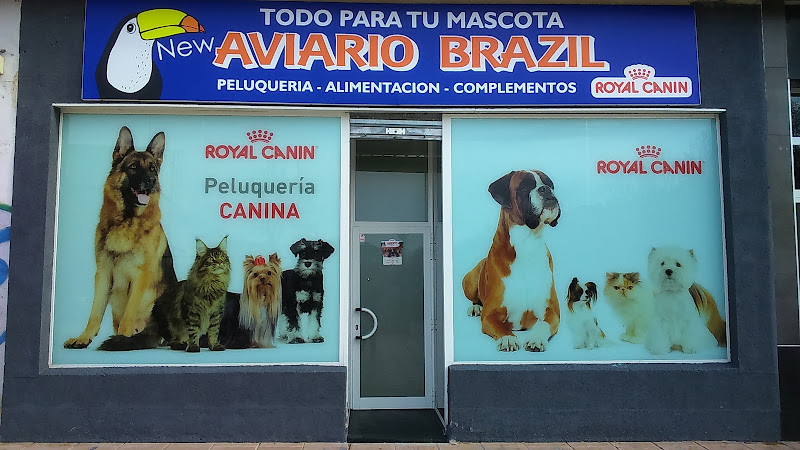 TODO PARA TU MASCOTA
New AVIARIO BRAZIL
PELUQUERIA - ALIMENTACION - COMPLEMENTOS
ROYAL CANIN
ROYAL CANIN
Peluquería
CANINA
ROYAL CANIN